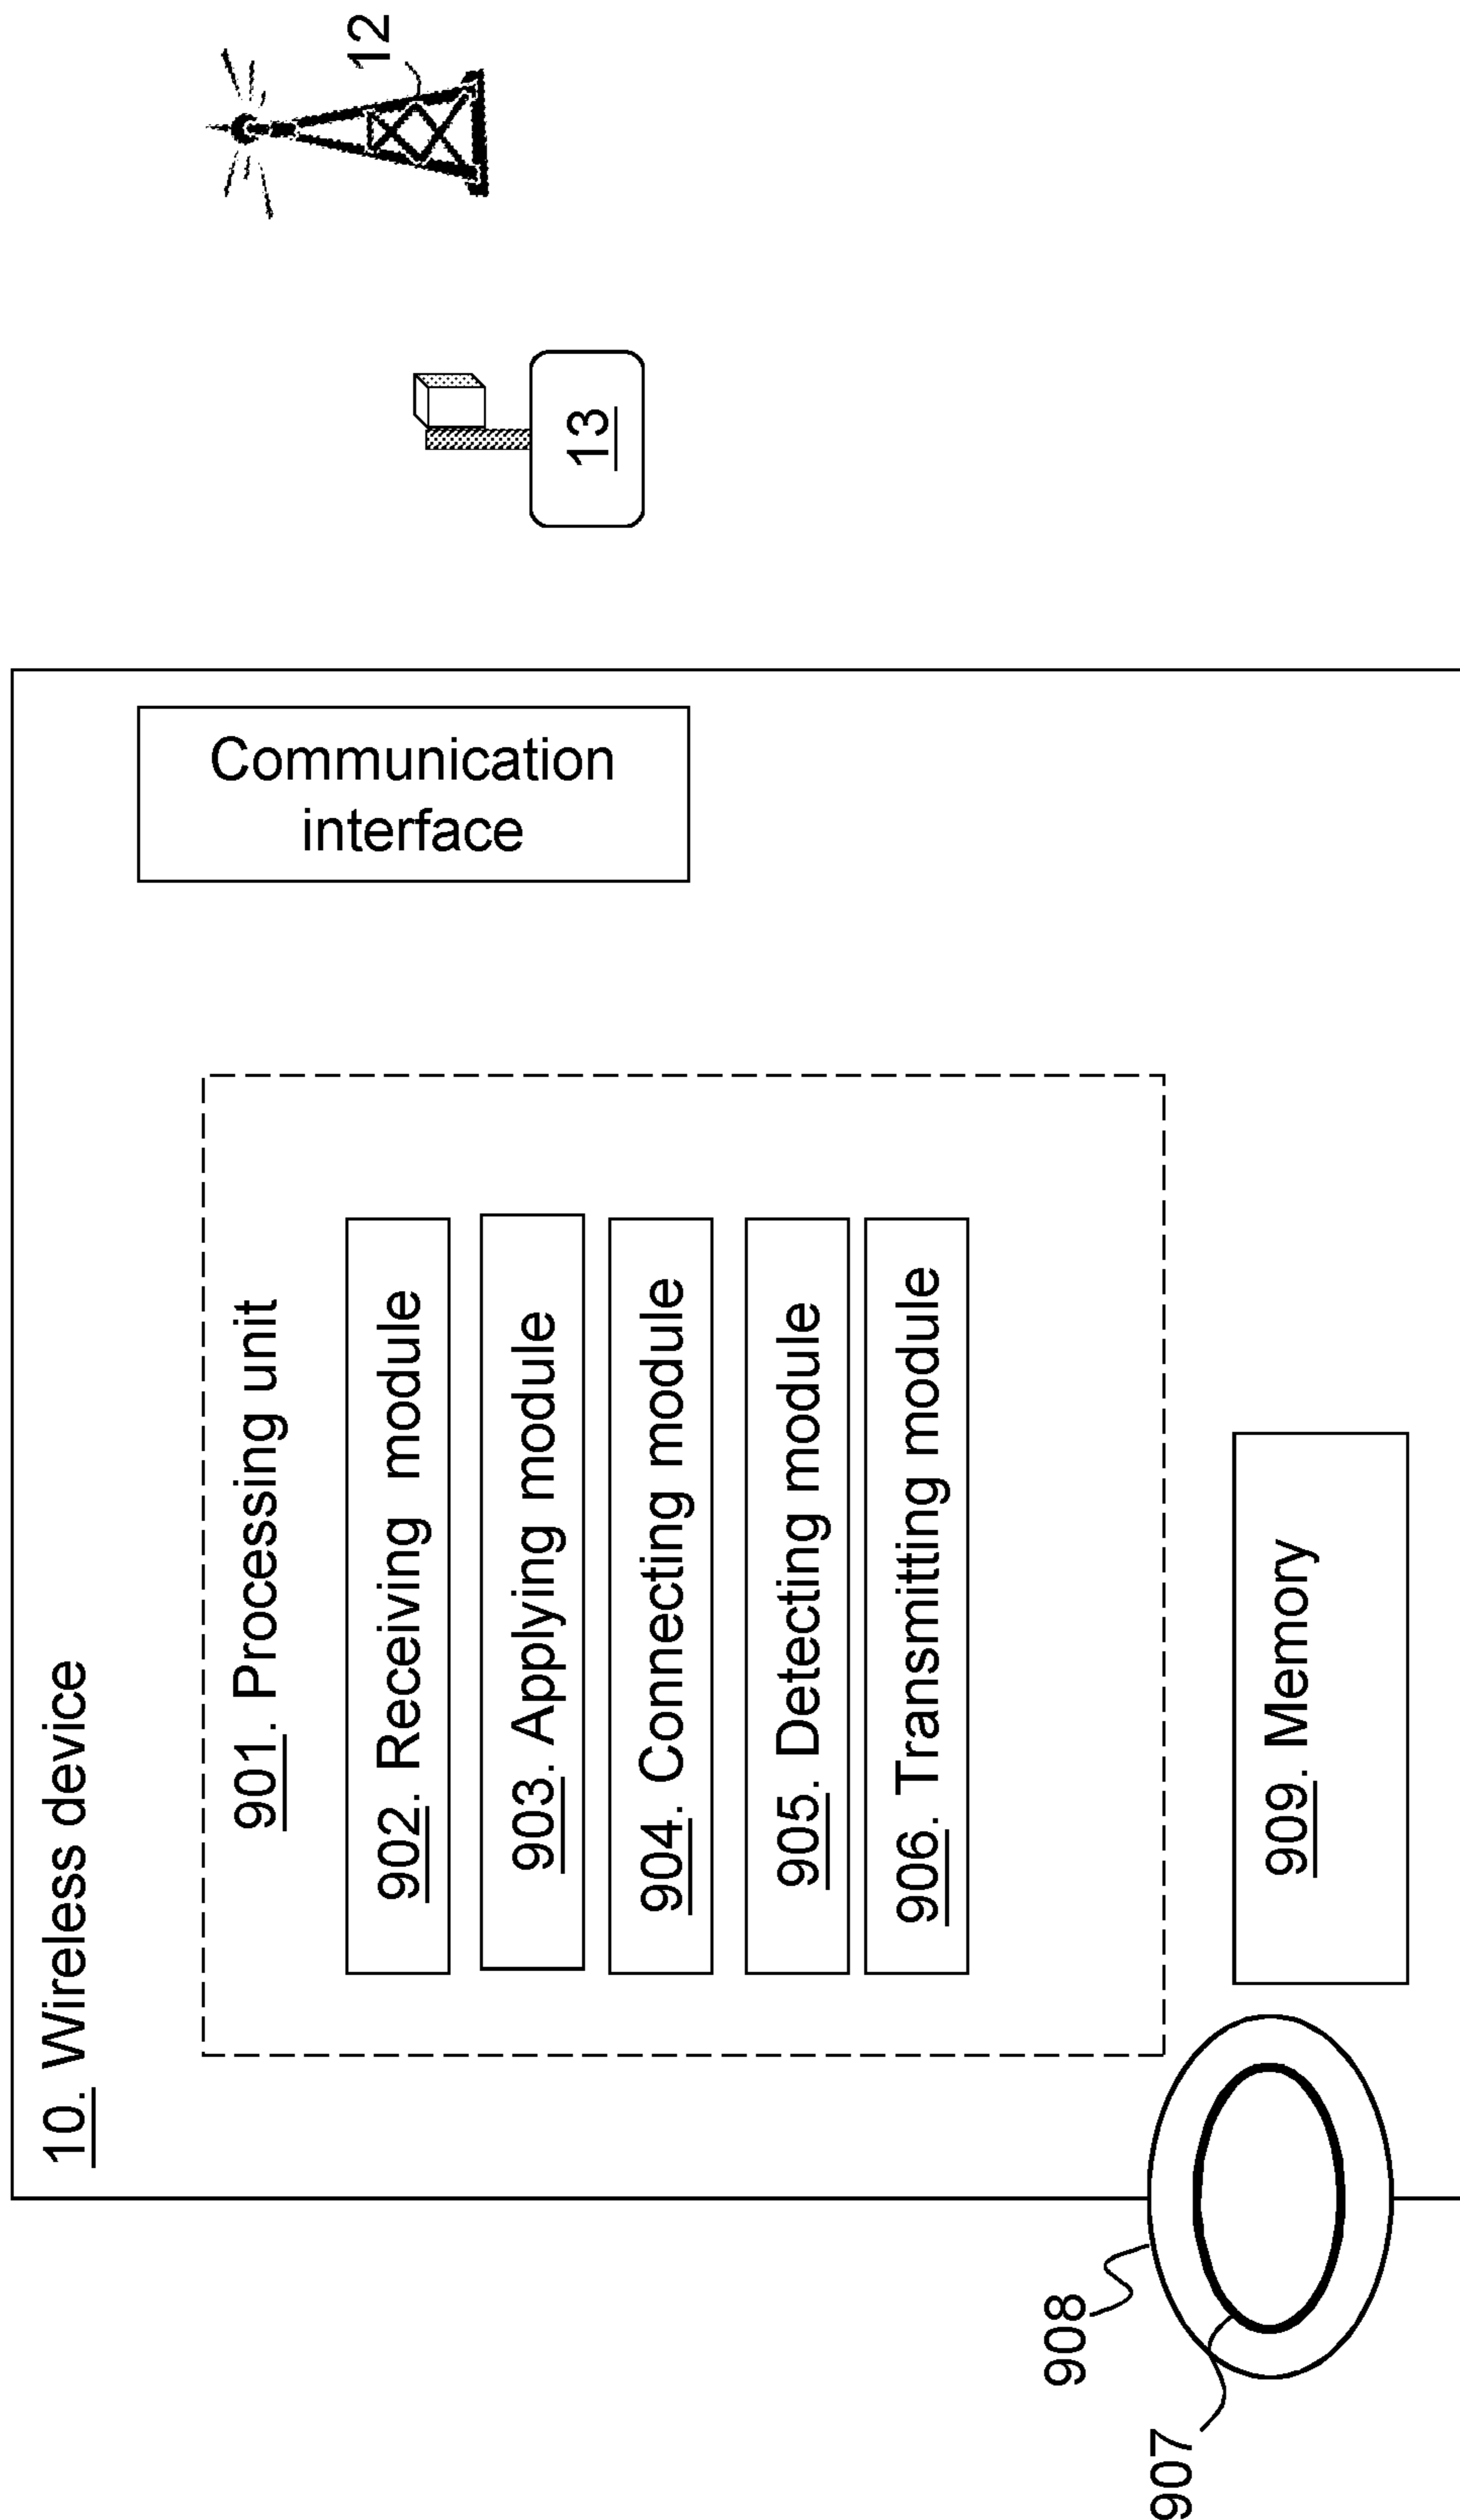 10. Wireless device
901. Processing unit
902. Receiving module
903. Applying module
904. Connecting module
905. Detecting module
906. Transmitting module
909. Memory
908
907
Communication
interface
13
12